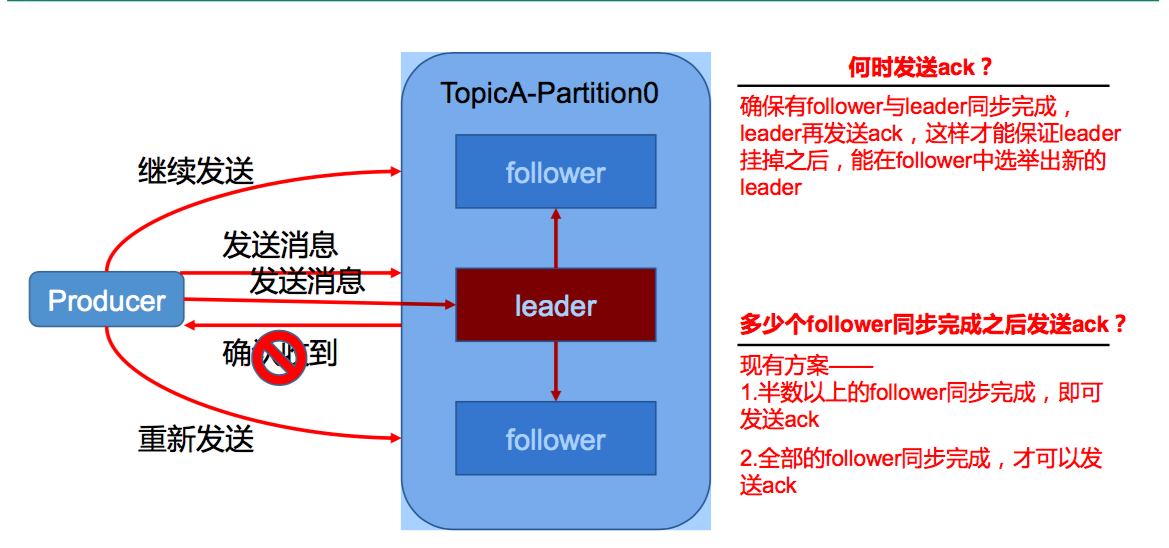 TopicA-Partition0
follower
leader
follower
继续发送
发送消息
发送消息
Producer
确认收到
重新发送
何时发送ack？
确保有follower与leader同步完成，
leader再发送ack，这样才能保证leader
挂掉之后，能在follower中选举出新的
leader
多少个follower同步完成之后发送ack？
现有方案——
1.半数以上的follower同步完成，即可
发送ack
2.全部的follower同步完成，才可以发
送ack